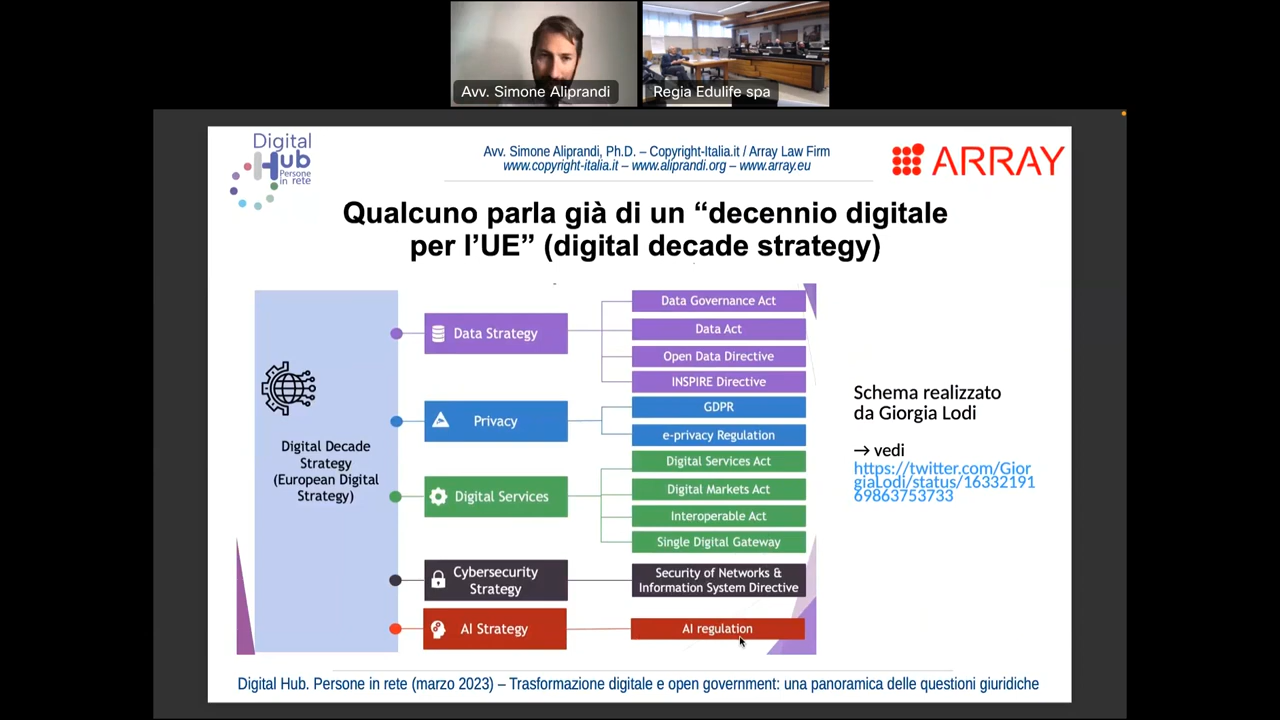 Avv. Simone Aliprandi
Regia Edulife spa
Digital
Hub
Persone
in rete
Avv. Simone Aliprandi, Ph.D. – Copyright-Italia.it / Array Law Firm
www.copyright-italia.it – www.aliprandi.org – www.array.eu
ARRAY
Qualcuno parla già di un “decennio digitale
per l’UE” (digital decade strategy)
Digital Decade
Strategy
(European Digital
Strategy)
Data Strategy
Data Governance Act
Data Act
Open Data Directive
INSPIRE Directive
Privacy
GDPR
e-privacy Regulation
Digital Services
Digital Services Act
Digital Markets Act
Interoperable Act
Single Digital Gateway
Cybersecurity
Strategy
Security of Networks &
Information System Directive
AI Strategy
AI regulation
Schema realizzato
da Giorgia Lodi
→ vedi
https://twitter.com/Gior
giaLodi/status/16332191
69863753733
Digital Hub. Persone in rete (marzo 2023) – Trasformazione digitale e open government: una panoramica delle questioni giuridiche